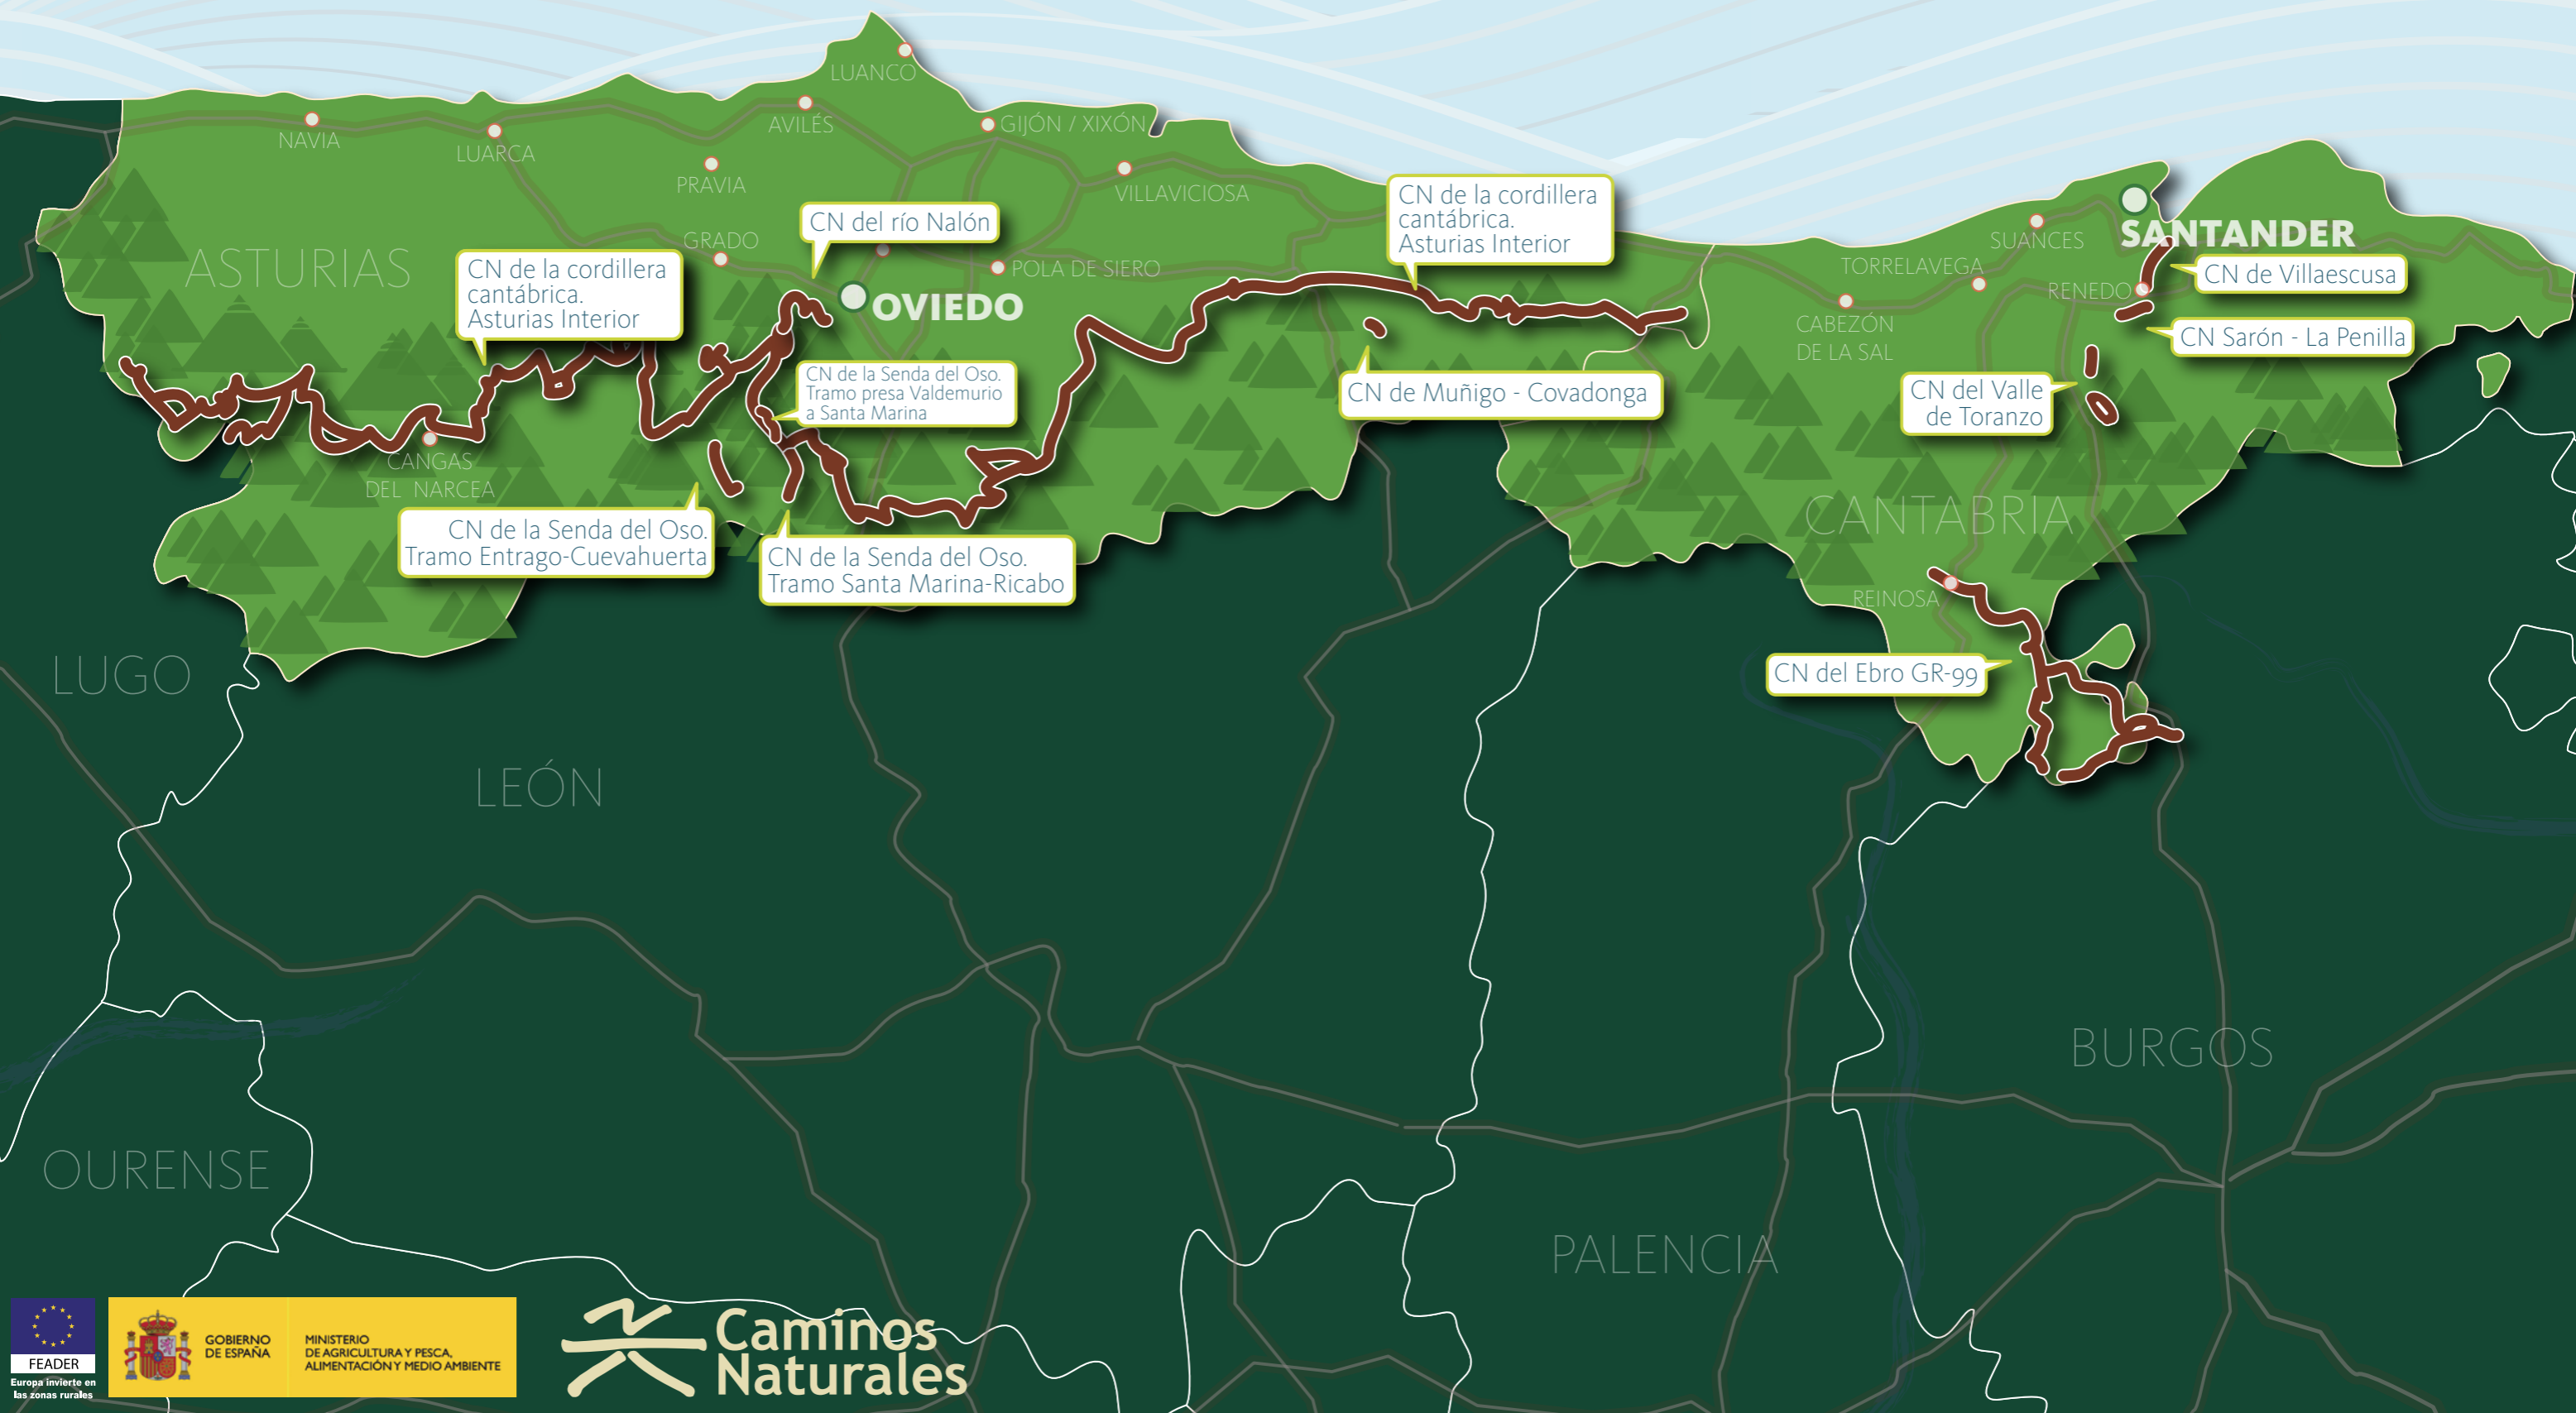 LUANCO
NAVIA
LUARCA
AVILÉS
GIJÓN / XIXÓN
PRAVIA
VILLAVICIOSA
ASTURIAS
GRADO
CN del río Nalón
POLA DE SIERO
OVIEDO
CN de la cordillera
cantábrica.
Asturias Interior
CN de la cordillera
cantábrica.
Asturias Interior
SUANCES
SANTANDER
TORRELAVEGA
RENEDO
CN de Villaescusa
CABEZÓN
DE LA SAL
CN Sarón - La Penilla
CN de la Senda del Oso.
Tramo presa Valdemurio
a Santa Marina
CN de Muñigo - Covadonga
CN del Valle
de Toranzo
CANGAS
DEL NARCEA
CN de la Senda del Oso.
Tramo Entrago-Cuevahuerta
CN de la Senda del Oso.
Tramo Santa Marina-Ricabo
CANTABRIA
REINOSA
CN del Ebro GR-99
LUGO
LEÓN
BURGOS
OURENSE
PALENCIA
FEADER
Europa invierte en
las zonas rurales
GOBIERNO
DE ESPAÑA
MINISTERIO
DE AGRICULTURA Y PESCA,
ALIMENTACIÓN Y MEDIO AMBIENTE
Caminos
Naturales